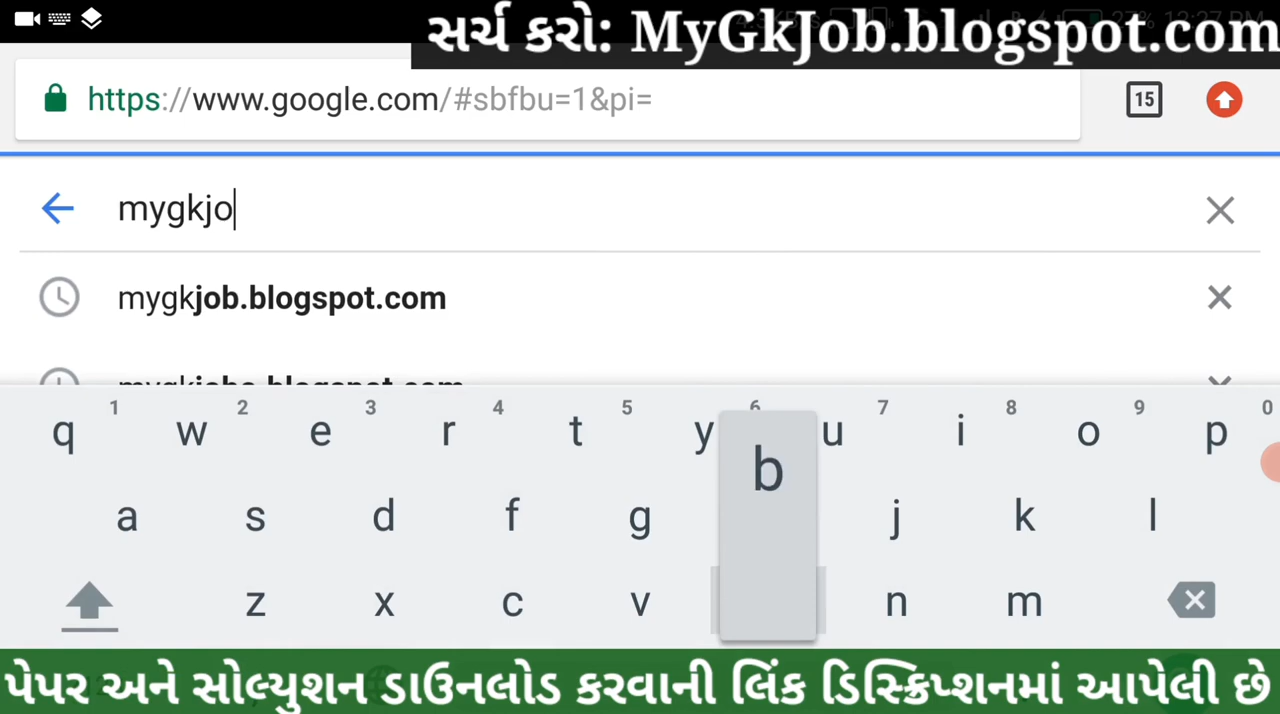 સર્ચ કરો: MyGkJob.blogspot.com
https://www.google.com/#sbfbu=1&pi=
15
mygkjo
mygkjob.blogspot.com
1 2 3 4 5 6 7 8 9 0
q w e r t y u i o p
b
a s d f g j k l
z x c v n m
પેપર અને સોલ્યુશન ડાઉનલોડ કરવાની લિંક ડિસ્ક્રિપ્શનમાં આપેલી છે